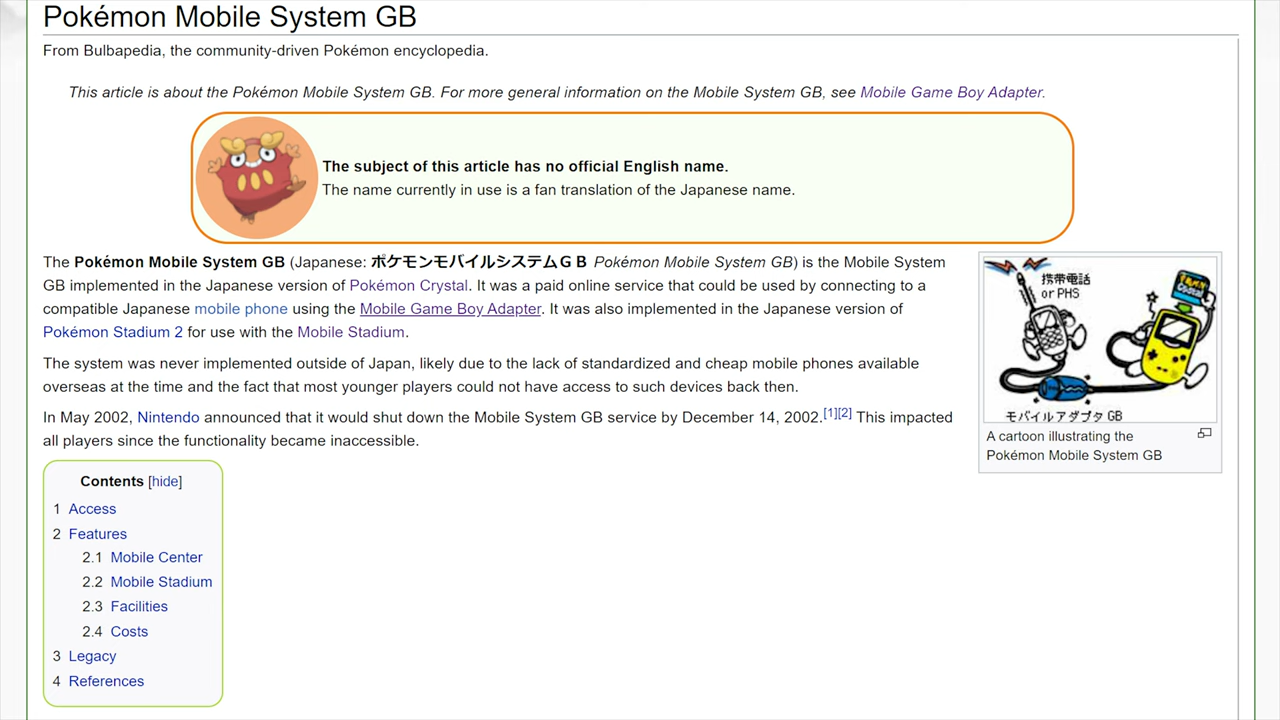 Pokémon Mobile System GB
From Bulbapedia, the community-driven Pokémon encyclopedia.
This article is about the Pokémon Mobile System GB. For more general information on the Mobile System GB, see Mobile Game Boy Adapter.
The subject of this article has no official English name.
The name currently in use is a fan translation of the Japanese name.
The Pokémon Mobile System GB (Japanese: ポケモンモバイルシステムＧＢ Pokémon Mobile System GB) is the Mobile System
GB implemented in the Japanese version of Pokémon Crystal. It was a paid online service that could be used by connecting to a
compatible Japanese mobile phone using the Mobile Game Boy Adapter. It was also implemented in the Japanese version of
Pokémon Stadium 2 for use with the Mobile Stadium.
The system was never implemented outside of Japan, likely due to the lack of standardized and cheap mobile phones available
overseas at the time and the fact that most younger players could not have access to such devices back then.
In May 2002, Nintendo announced that it would shut down the Mobile System GB service by December 14, 2002.[1][2] This impacted
all players since the functionality became inaccessible.
携帯電話
or PHS
モバイルアダプタ GB
A cartoon illustrating the
Pokémon Mobile System GB
Contents [hide]
1 Access
2 Features
2.1 Mobile Center
2.2 Mobile Stadium
2.3 Facilities
2.4 Costs
3 Legacy
4 References